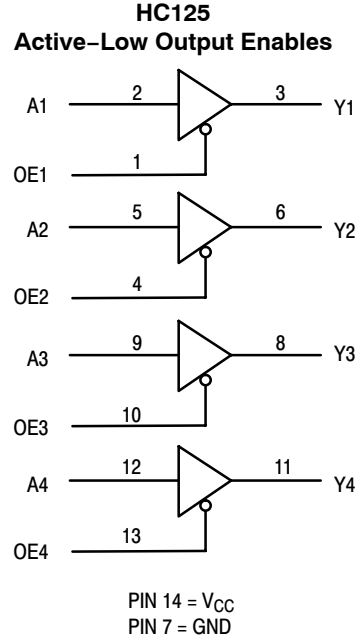 HC125
Active−Low Output Enables
A1 2 3 Y1
OE1 1
A2 5 6 Y2
OE2 4
A3 9 8 Y3
OE3 10
A4 12 11 Y4
OE4 13
PIN 14 = VCC
PIN 7 = GND